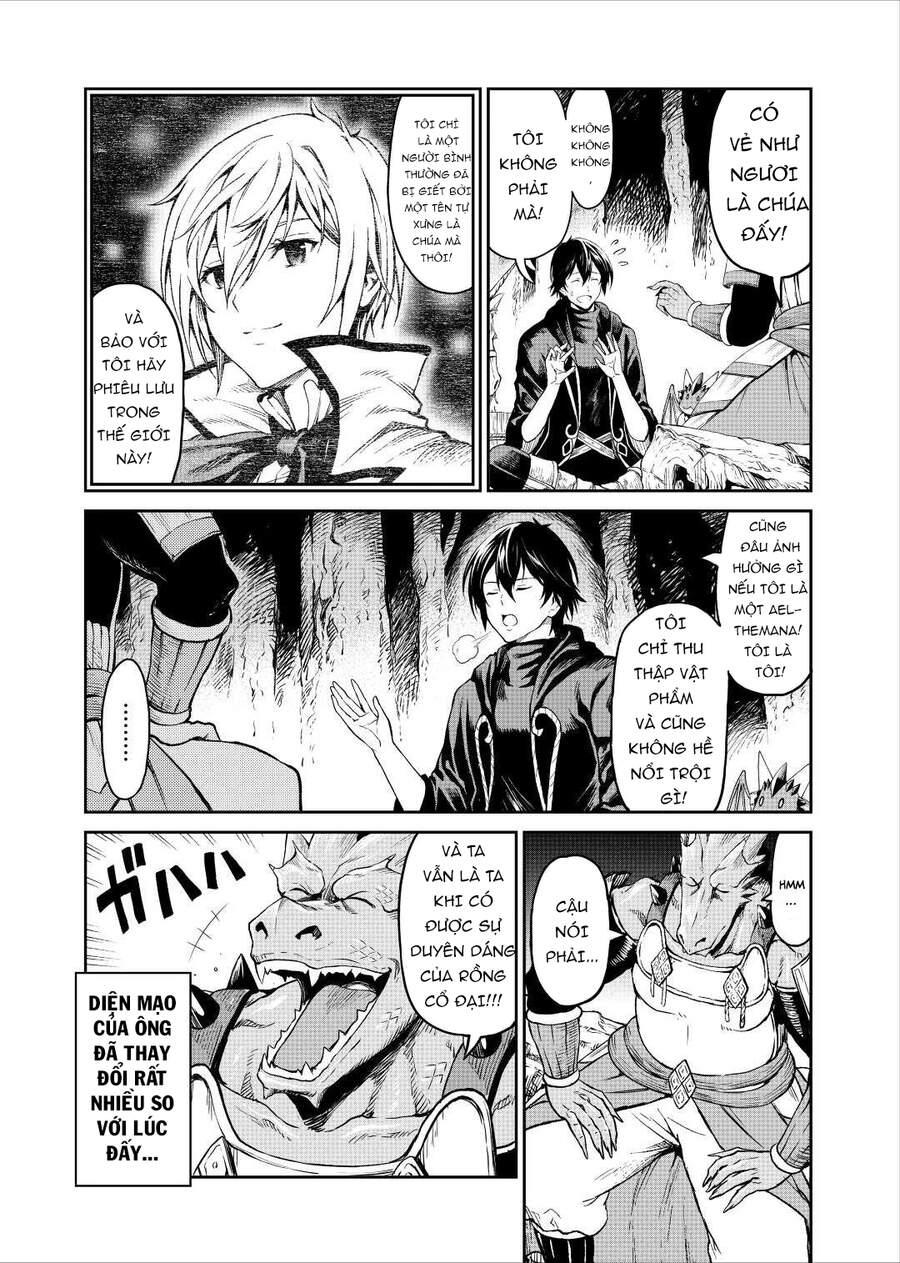 CÓ
VẺ NHƯ
NGƯƠI
LÀ CHÚA
ĐẤY!
KHÔNG
KHÔNG
KHÔNG
TÔI
KHÔNG
PHẢI
MÀ!
TÔI CHỈ
LÀ MỘT
NGƯỜI BÌNH
THƯỜNG ĐÃ
BỊ GIẾT BỞI
MỘT TÊN TỰ
XƯNG LÀ
CHÚA MÀ
THÔI!
VÀ
BẢO VỚI
TÔI HÃY
PHIÊU LƯU
TRONG
THẾ GIỚI
NÀY!
CŨNG
ĐÂU ẢNH
HƯỞNG GÌ
NẾU TÔI LÀ
MỘT AEL-
THEMANA!
TÔI LÀ
TÔI!
TÔI
CHỈ THU
THẬP VẬT
PHẨM
VÀ CŨNG
KHÔNG HỀ
NỔI TRỘI
GÌ!
.........
HMM
...
CẬU
NÓI
PHẢI...
VÀ TA
VẪN LÀ TA
KHI CÓ
ĐƯỢC SỰ
DUYÊN DÁNG
CỦA RỒNG
CỔ ĐẠI!!!
ガハハハ
DIỆN MẠO
CỦA ÔNG
ĐÃ THAY
ĐỔI RẤT
NHIỀU SO
VỚI LÚC
ĐẤY...